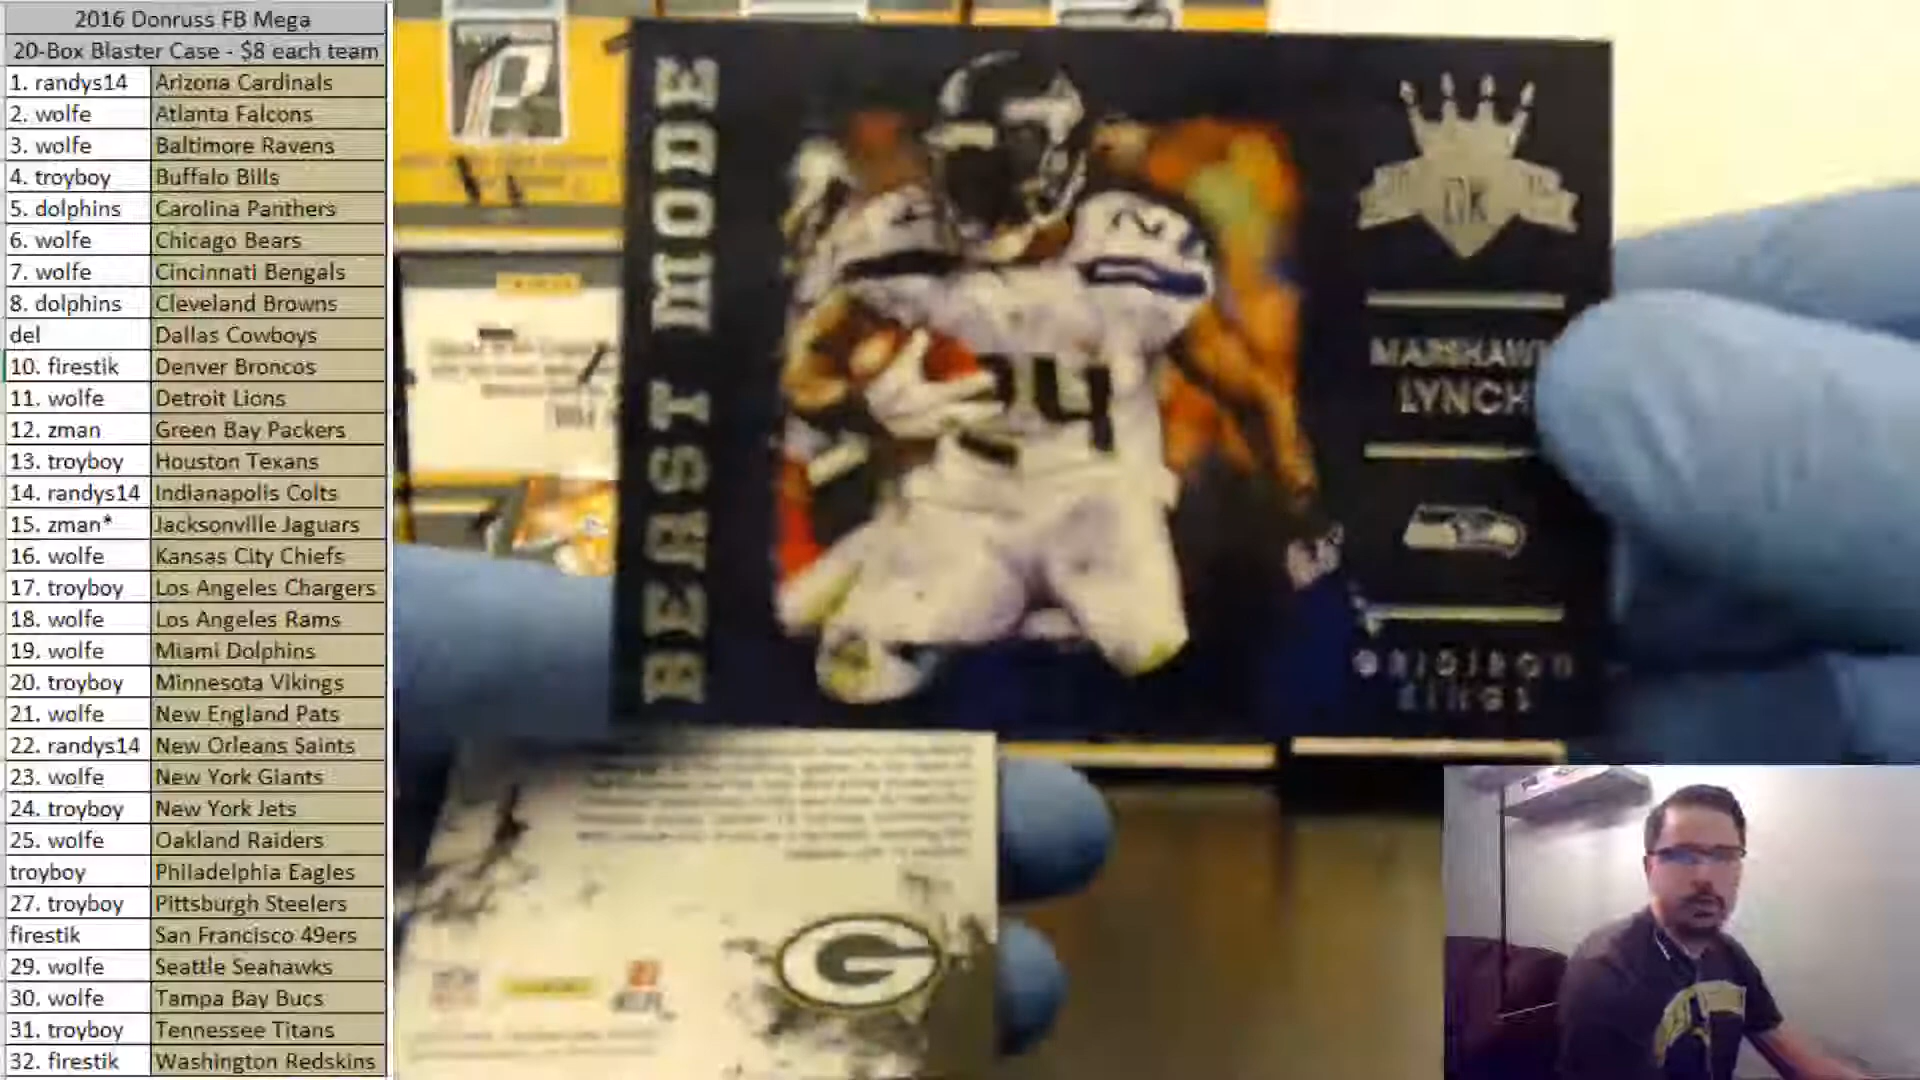 2016 Donruss FB Mega
20-Box Blaster Case - $8 each team
1. randys14 Arizona Cardinals
2. wolfe Atlanta Falcons
3. wolfe Baltimore Ravens
4. troyboy Buffalo Bills
5. dolphins Carolina Panthers
6. wolfe Chicago Bears
7. wolfe Cincinnati Bengals
8. dolphins Cleveland Browns
del Dallas Cowboys
10. firestik Denver Broncos
11. wolfe Detroit Lions
12. zman Green Bay Packers
13. troyboy Houston Texans
14. randys14 Indianapolis Colts
15. zman* Jacksonville Jaguars
16. wolfe Kansas City Chiefs
17. troyboy Los Angeles Chargers
18. wolfe Los Angeles Rams
19. wolfe Miami Dolphins
20. troyboy Minnesota Vikings
21. wolfe New England Pats
22. randys14 New Orleans Saints
23. wolfe New York Giants
24. troyboy New York Jets
25. wolfe Oakland Raiders
troyboy Philadelphia Eagles
27. troyboy Pittsburgh Steelers
firestik San Francisco 49ers
29. wolfe Seattle Seahawks
30. wolfe Tampa Bay Bucs
31. troyboy Tennessee Titans
32. firestik Washington Redskins
BEAST MODE
24
DK
MARSHAW
LYNCH
GRIDIRON
KINGS
G